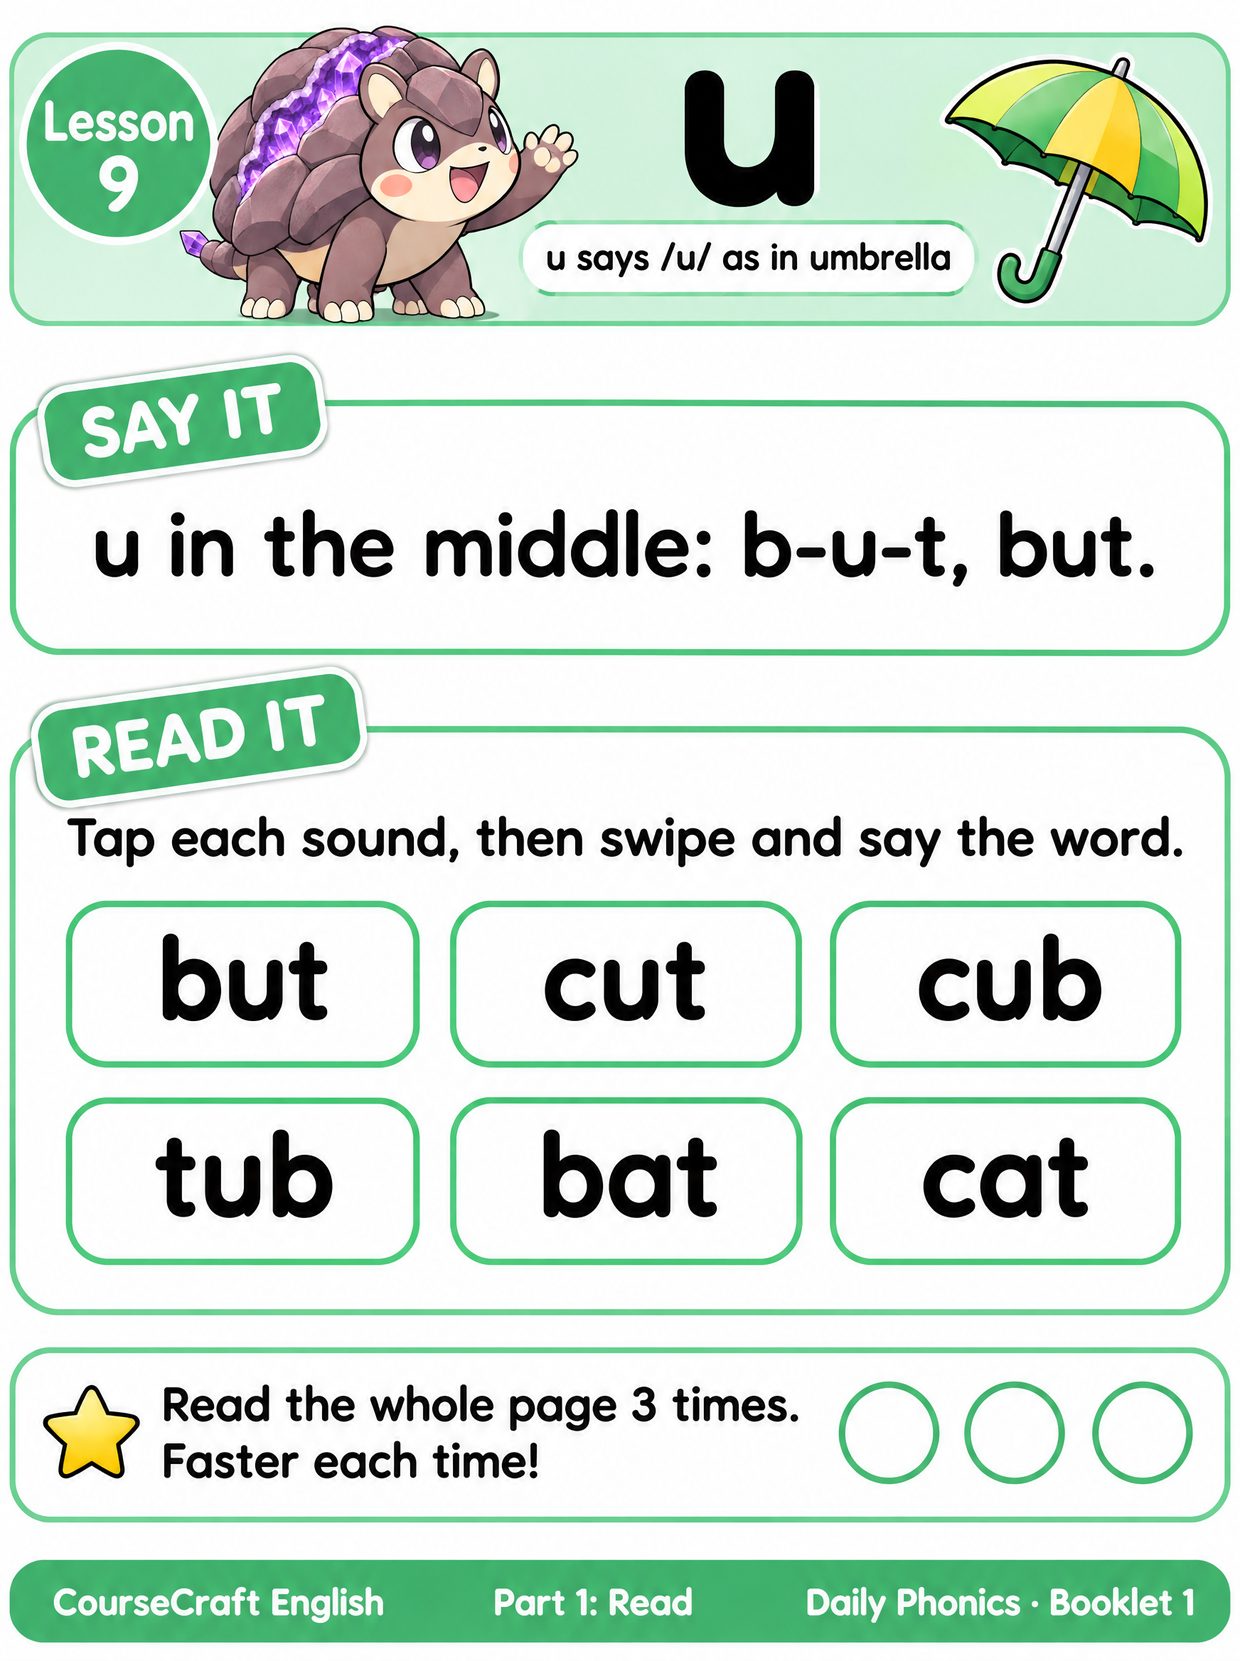 Lesson
9
u
u says /u/ as in umbrella
SAY IT
u in the middle: b-u-t, but.
READ IT
Tap each sound, then swipe and say the word.
but cut cub
tub bat cat
Read the whole page 3 times.
Faster each time!
CourseCraft English Part 1: Read Daily Phonics · Booklet 1